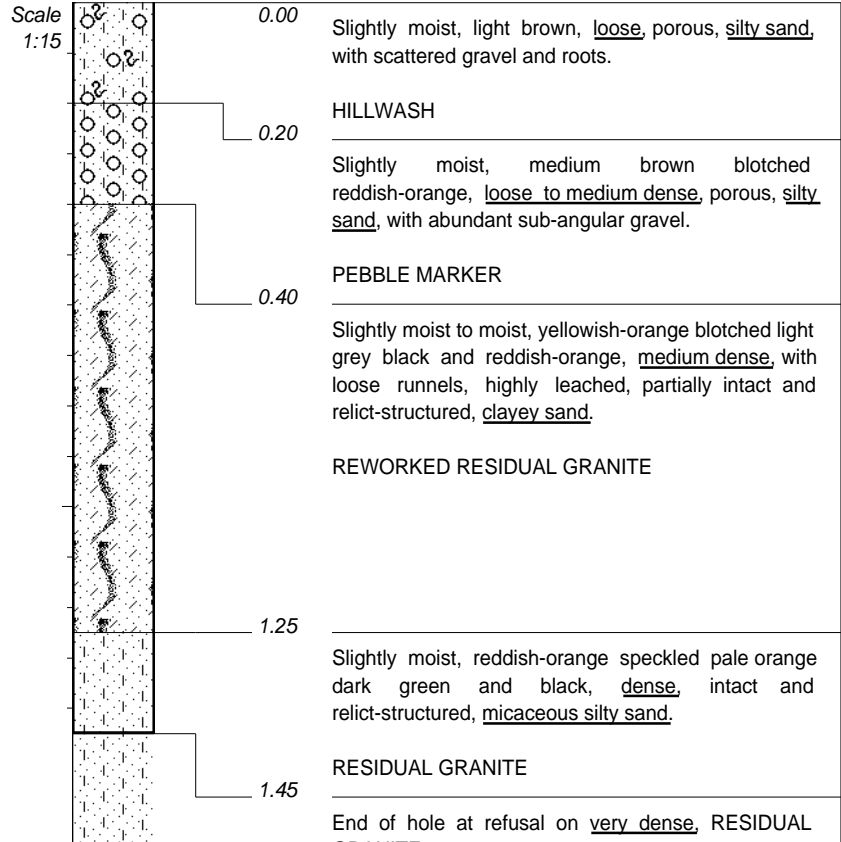 Scale
1:15
0.00
Slightly moist, light brown, loose, porous, silty sand,
with scattered gravel and roots.
HILLWASH
0.20
Slightly moist, medium brown blotched
reddish-orange, loose to medium dense, porous, silty
sand, with abundant sub-angular gravel.
PEBBLE MARKER
0.40
Slightly moist to moist, yellowish-orange blotched light
grey black and reddish-orange, medium dense, with
loose runnels, highly leached, partially intact and
relict-structured, clayey sand.
REWORKED RESIDUAL GRANITE
1.25
Slightly moist, reddish-orange speckled pale orange
dark green and black, dense, intact and
relict-structured, micaceous silty sand.
RESIDUAL GRANITE
1.45
End of hole at refusal on very dense, RESIDUAL